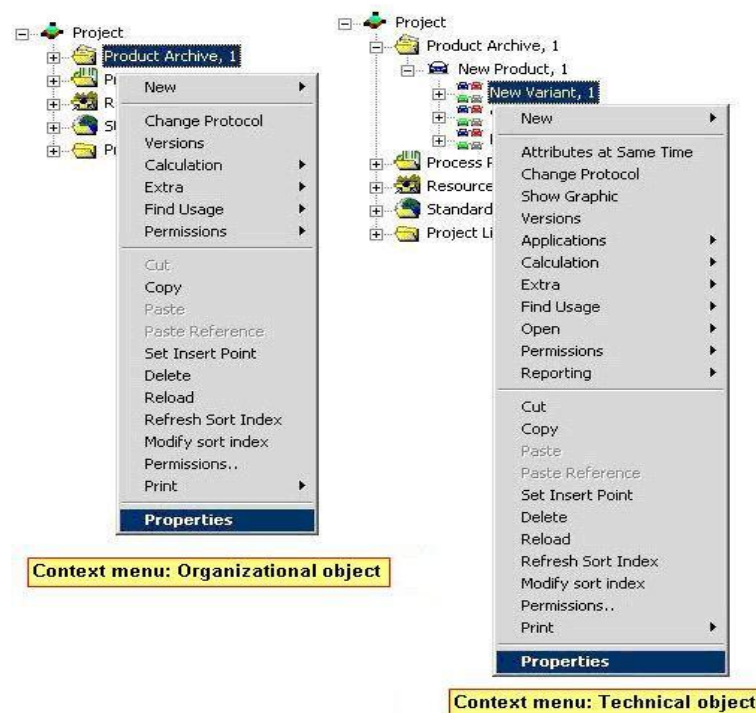 Project
Product Archive, 1
P
R
S
P
New
Change Protocol
Versions
Calculation
Extra
Find Usage
Permissions
Cut
Copy
Paste
Paste Reference
Set Insert Point
Delete
Reload
Refresh Sort Index
Modify sort index
Permissions..
Print
Properties
Context menu: Organizational object
Project
Product Archive, 1
New Product, 1
New Variant, 1
Process
Resource
Standard
Project Li
New
Attributes at Same Time
Change Protocol
Show Graphic
Versions
Applications
Calculation
Extra
Find Usage
Open
Permissions
Reporting
Cut
Copy
Paste
Paste Reference
Set Insert Point
Delete
Reload
Refresh Sort Index
Modify sort index
Permissions..
Print
Properties
Context menu: Technical object